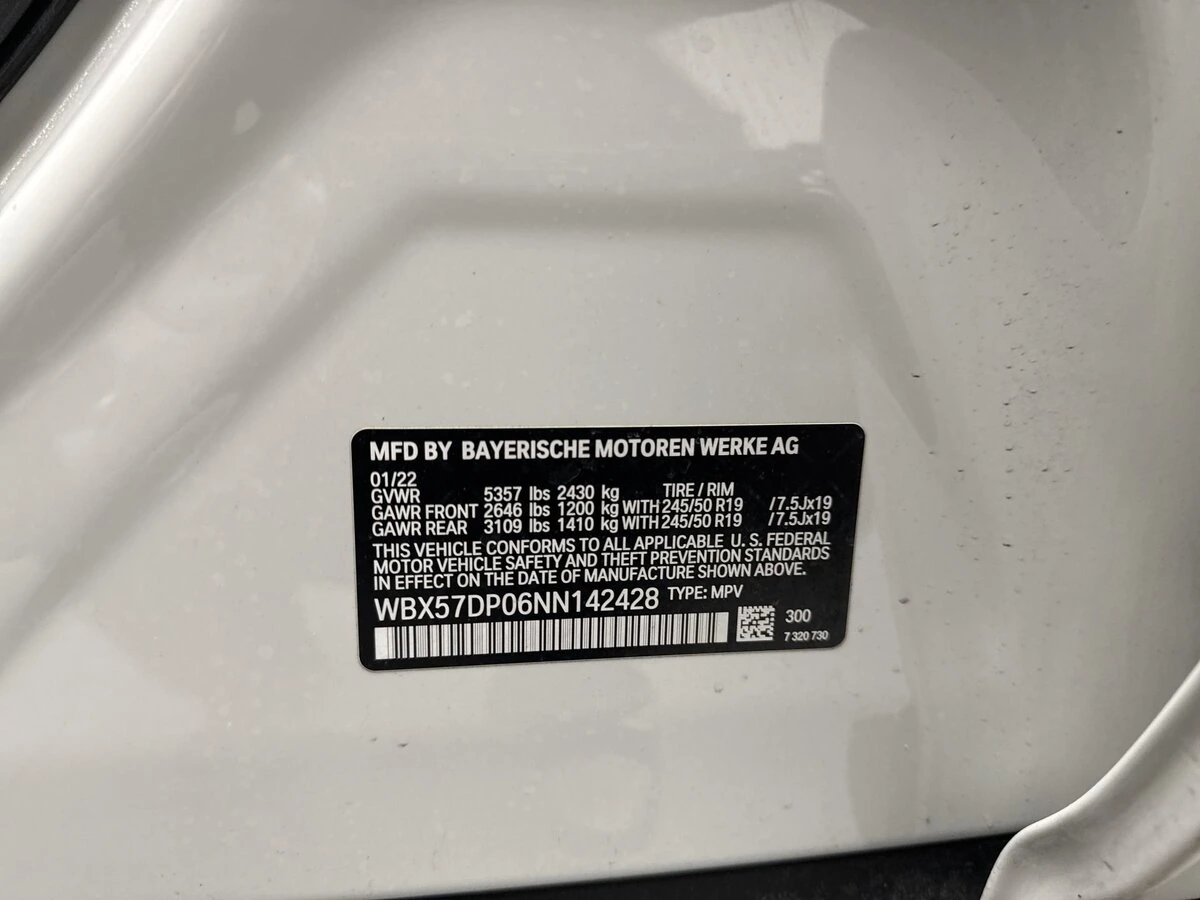 MFD BY BAYERISCHE MOTOREN WERKE AG
01/22
GVWR 5357 lbs 2430 kg TIRE / RIM
GAWR FRONT 2646 lbs 1200 kg WITH 245/50 R19 /7.5Jx19
GAWR REAR 3109 lbs 1410 kg WITH 245/50 R19 /7.5Jx19
THIS VEHICLE CONFORMS TO ALL APPLICABLE U. S. FEDERAL
MOTOR VEHICLE SAFETY AND THEFT PREVENTION STANDARDS
IN EFFECT ON THE DATE OF MANUFACTURE SHOWN ABOVE.
WBX57DP06NN142428 TYPE: MPV
300
7 320 730